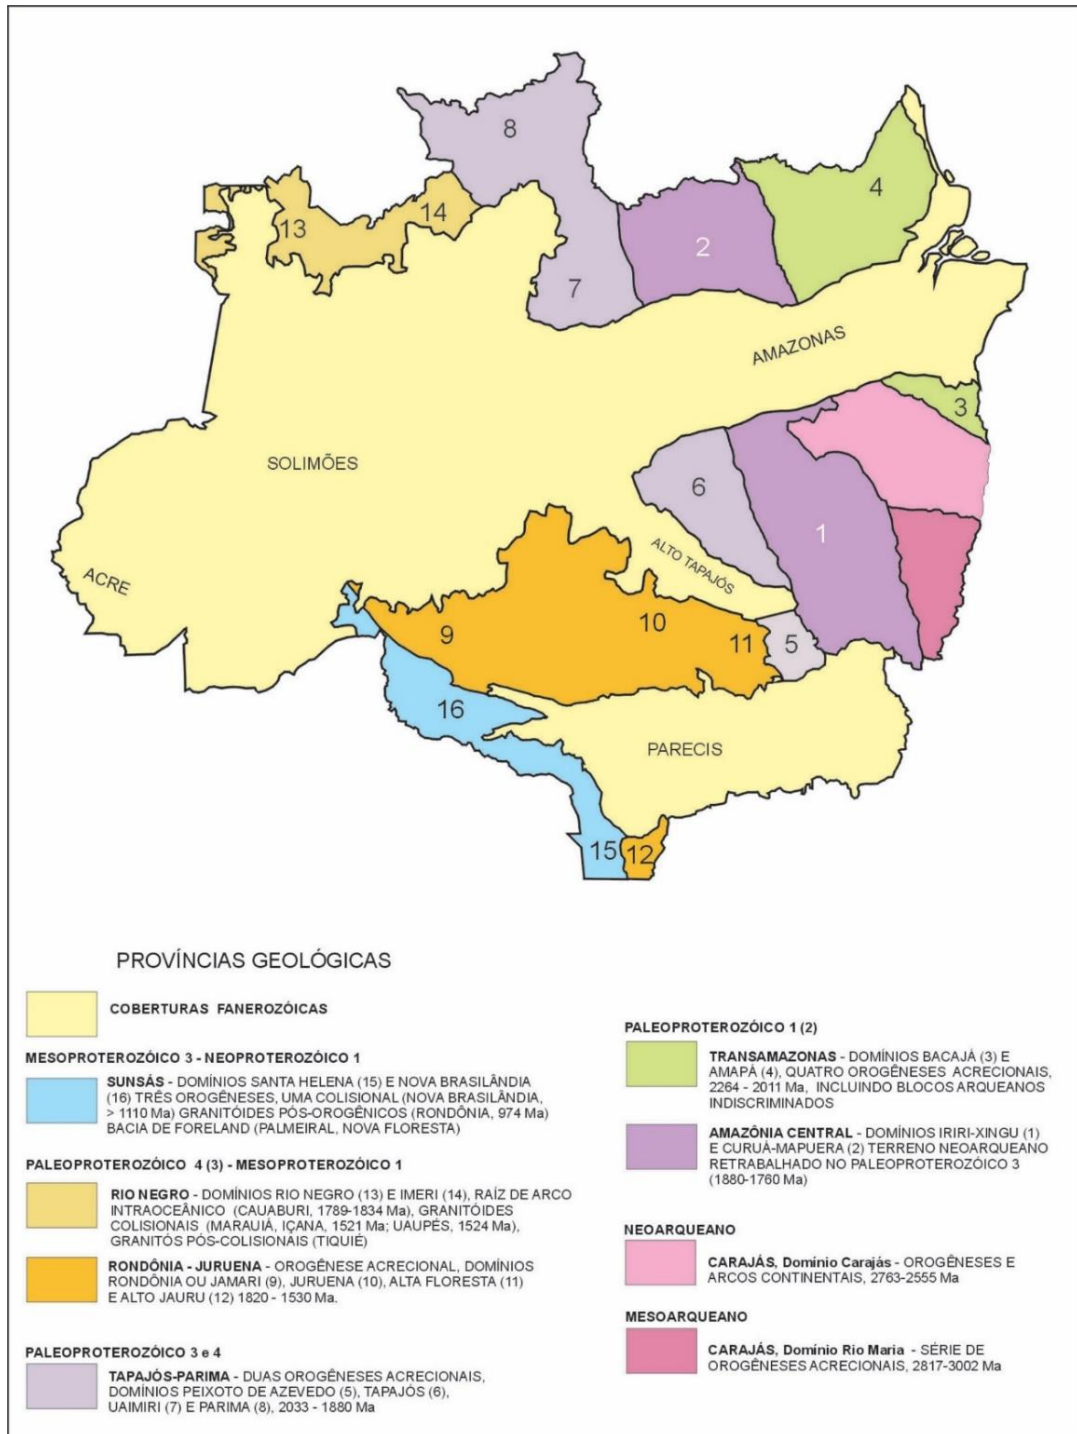 8
4
13
14
2
7
AMAZONAS
3
SOLIMÕES
6
1
ALTO TAPAJÓS
ACRE
9
10
11
5
16
PARECIS
15
12
PROVÍNCIAS GEOLÓGICAS
COBERTURAS FANEROZÓICAS
MESOPROTEROZÓICO 3 - NEOPROTEROZÓICO 1
SUNSÁS - DOMÍNIOS SANTA HELENA (15) E NOVA BRASILÂNDIA
(16) TRÊS OROGÊNESES, UMA COLISIONAL (NOVA BRASILÂNDIA,
> 1110 Ma) GRANITÓIDES PÓS-OROGÊNICOS (RONDÔNIA, 974 Ma)
BACIA DE FORELAND (PALMEIRAL, NOVA FLORESTA)
PALEOPROTEROZÓICO 4 (3) - MESOPROTEROZÓICO 1
RIO NEGRO - DOMÍNIOS RIO NEGRO (13) E IMERI (14), RAÍZ DE ARCO
INTRAOCEÂNICO (CAUABURI, 1789-1834 Ma), GRANITÓIDES
COLISIONAIS (MARAUIÁ, IÇANA, 1521 Ma; UAUPÉS, 1524 Ma),
GRANITÓS PÓS-COLISIONAIS (TIQUIÉ)
RONDÔNIA - JURUENA - OROGÊNESE ACRECIONAL, DOMÍNIOS
RONDÔNIA OU JAMARI (9), JURUENA (10), ALTA FLORESTA (11)
E ALTO JAURU (12) 1820 - 1530 Ma.
PALEOPROTEROZÓICO 3 e 4
TAPAJÓS-PARIMA - DUAS OROGÊNESES ACRECIONAIS,
DOMÍNIOS PEIXOTO DE AZEVEDO (5), TAPAJÓS (6),
UAIMIRI (7) E PARIMA (8), 2033 - 1880 Ma
PALEOPROTEROZÓICO 1 (2)
TRANSAMAZONAS - DOMÍNIOS BACAJÁ (3) E
AMAPÁ (4), QUATRO OROGÊNESES ACRECIONAIS,
2264 - 2011 Ma, INCLUINDO BLOCOS ARQUEANOS
INDISCRIMINADOS
AMAZÔNIA CENTRAL - DOMÍNIOS IRIRI-XINGU (1)
E CURUÁ-MAPUERA (2) TERRENO NEOARQUEANO
RETRABALHADO NO PALEOPROTEROZÓICO 3
(1880-1760 Ma)
NEOARQUEANO
CARAJÁS, Domínio Carajás - OROGÊNESES E
ARCOS CONTINENTAIS, 2763-2555 Ma
MESOARQUEANO
CARAJÁS, Domínio Rio Maria - SÉRIE DE
OROGÊNESES ACRECIONAIS, 2817-3002 Ma